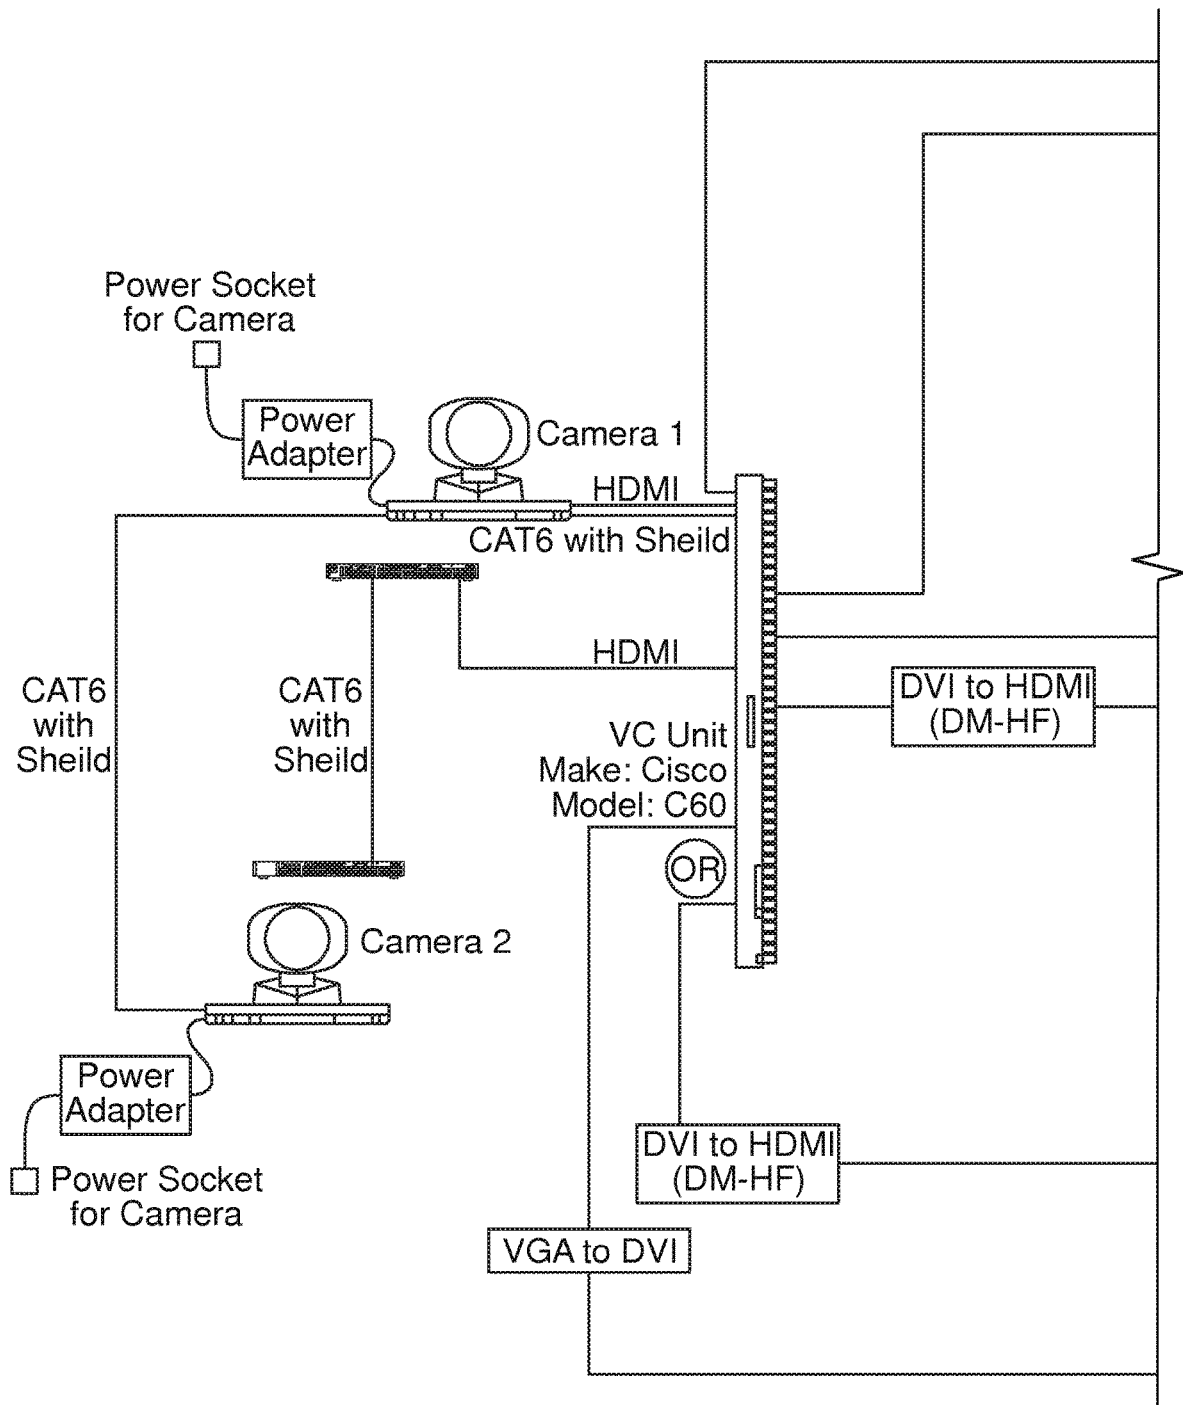 Power Socket
for Camera
Power
Adapter
Camera 1
HDMI
CAT6 with Sheild
HDMI
CAT6
with
Sheild
CAT6
with
Sheild
DVI to HDMI
(DM-HF)
VC Unit
Make: Cisco
Model: C60
OR
Camera 2
Power
Adapter
Power Socket
for Camera
DVI to HDMI
(DM-HF)
VGA to DVI